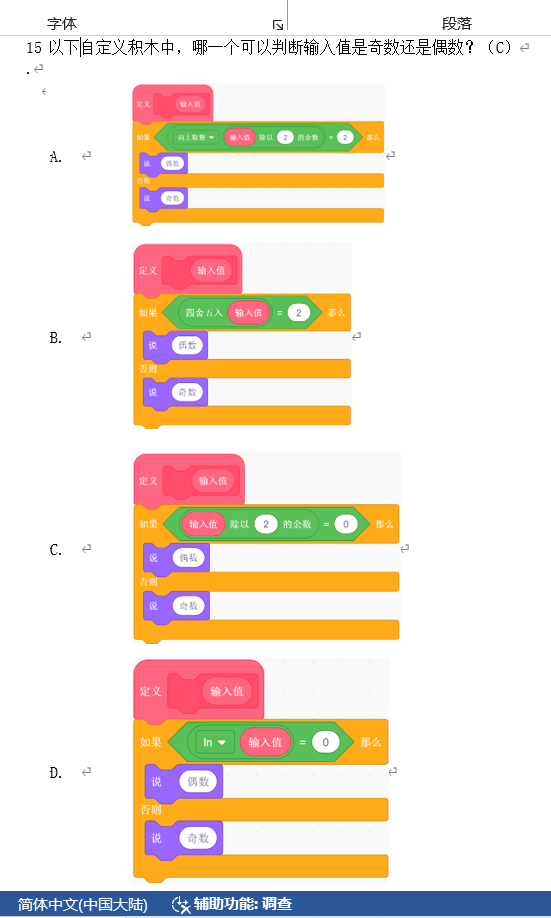 字体 段落
15 以下自定义积木中，哪一个可以判断输入值是奇数还是偶数？（C）
.
A.
定义 输入值
如果 向上取整 输入值 除以 2 的余数 = 2 那么
说 偶数
否则
说 奇数
B.
定义 输入值
如果 四舍五入 输入值 = 2 那么
说 偶数
否则
说 奇数
C.
定义 输入值
如果 输入值 除以 2 的余数 = 0 那么
说 偶数
否则
说 奇数
D.
定义 输入值
如果 ln 输入值 = 0 那么
说 偶数
否则
说 奇数
简体中文(中国大陆) 辅助功能: 调查